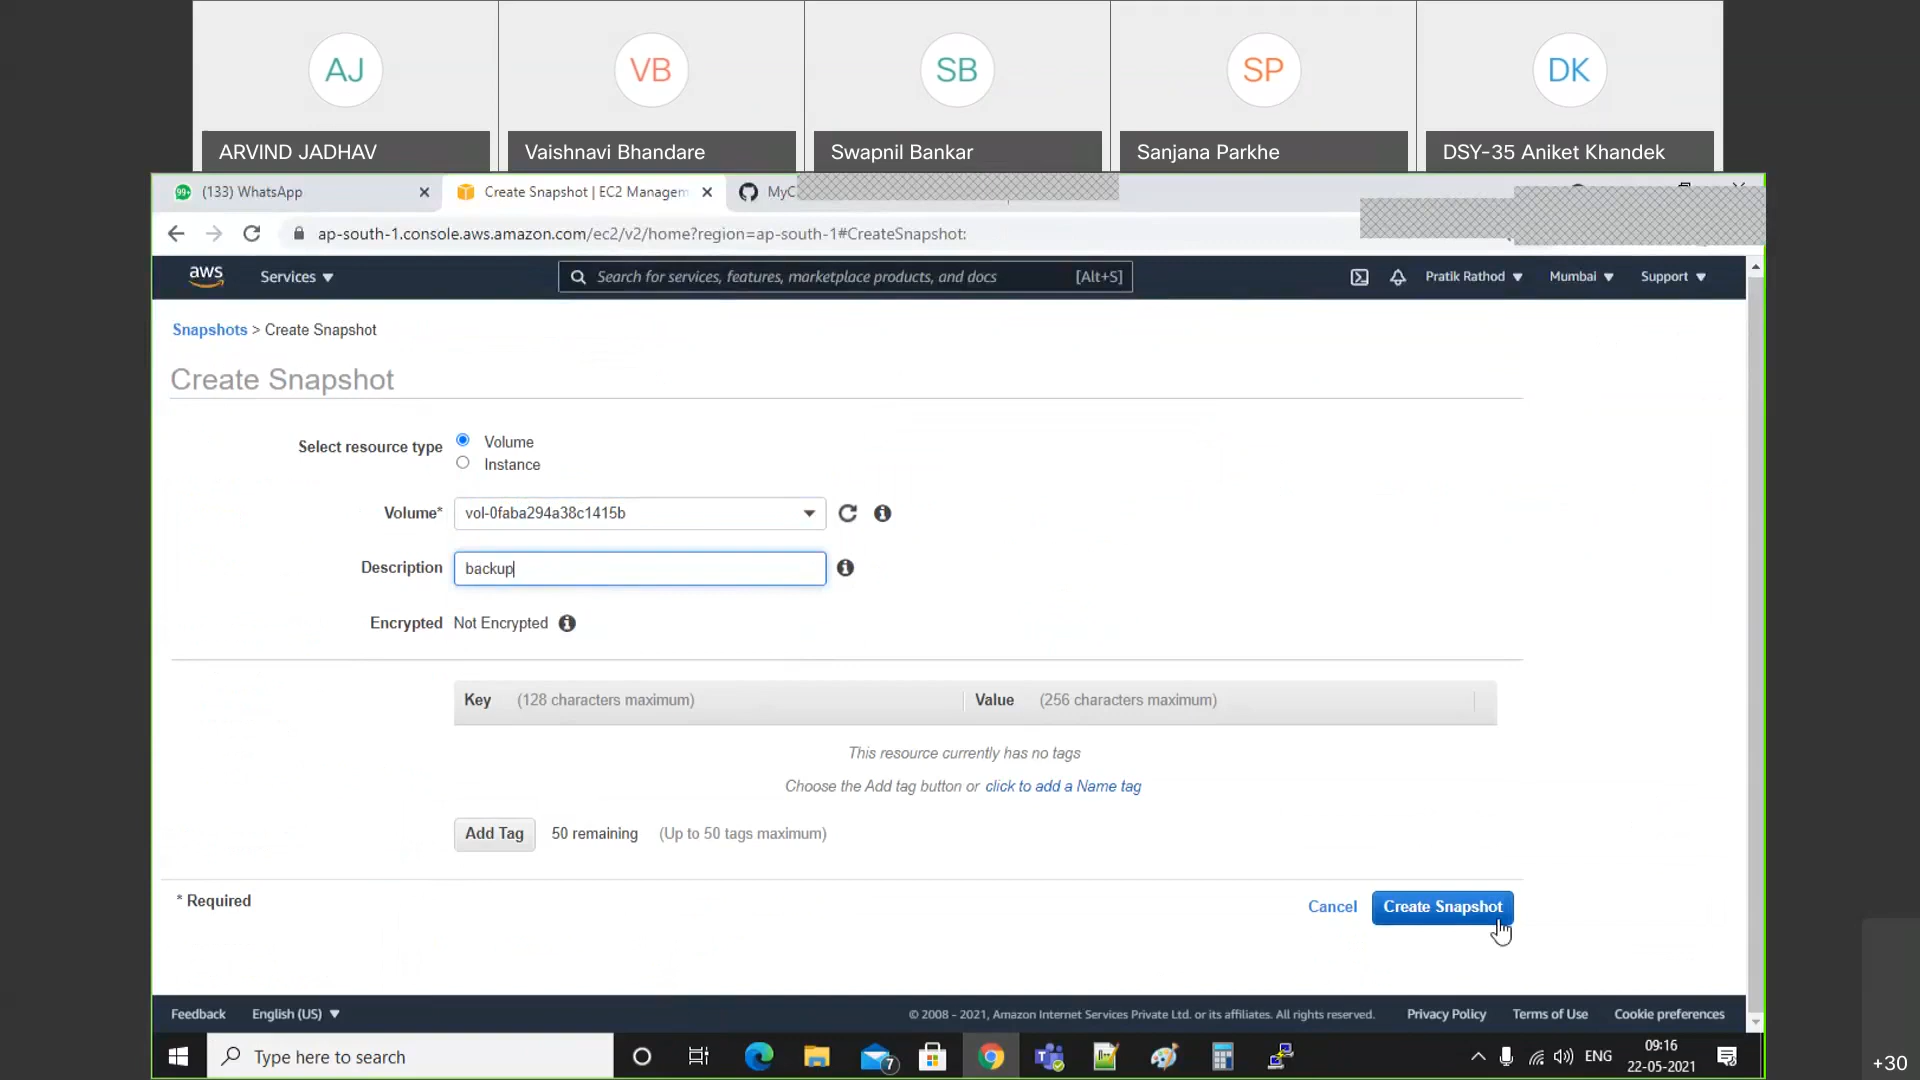 AJ
VB
SB
SP
DK
ARVIND JADHAV
Vaishnavi Bhandare
Swapnil Bankar
Sanjana Parkhe
DSY-35 Aniket Khandek
99+
(133) WhatsApp
Create Snapshot | EC2 Managem
MyC
ap-south-1.console.aws.amazon.com/ec2/v2/home?region=ap-south-1#CreateSnapshot:
aws
Services
Search for services, features, marketplace products, and docs
[Alt+S]
Pratik Rathod
Mumbai
Support
Snapshots > Create Snapshot
Create Snapshot
Select resource type
Volume
Instance
Volume*
vol-0faba294a38c1415b
Description
backup
Encrypted Not Encrypted
Key (128 characters maximum)
Value (256 characters maximum)
This resource currently has no tags
Choose the Add tag button or click to add a Name tag
Add Tag
50 remaining (Up to 50 tags maximum)
* Required
Cancel
Create Snapshot
Feedback
English (US)
© 2008 - 2021, Amazon Internet Services Private Ltd. or its affiliates. All rights reserved.
Privacy Policy
Terms of Use
Cookie preferences
Type here to search
7
ENG
09:16
22-05-2021
+30